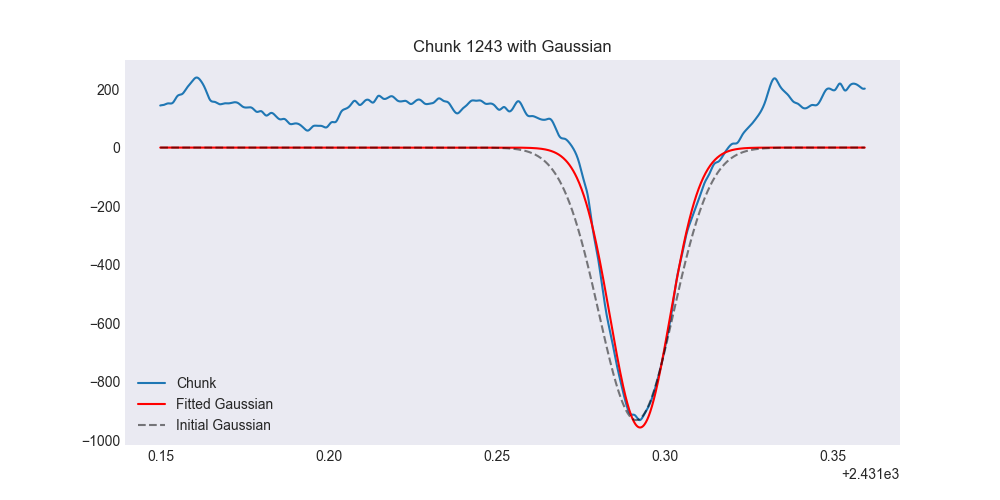 Chunk 1243 with Gaussian
200
0
−200
−400
−600
−800
−1000
Chunk
Fitted Gaussian
Initial Gaussian
0.15 0.20 0.25 0.30 0.35
+2.431e3